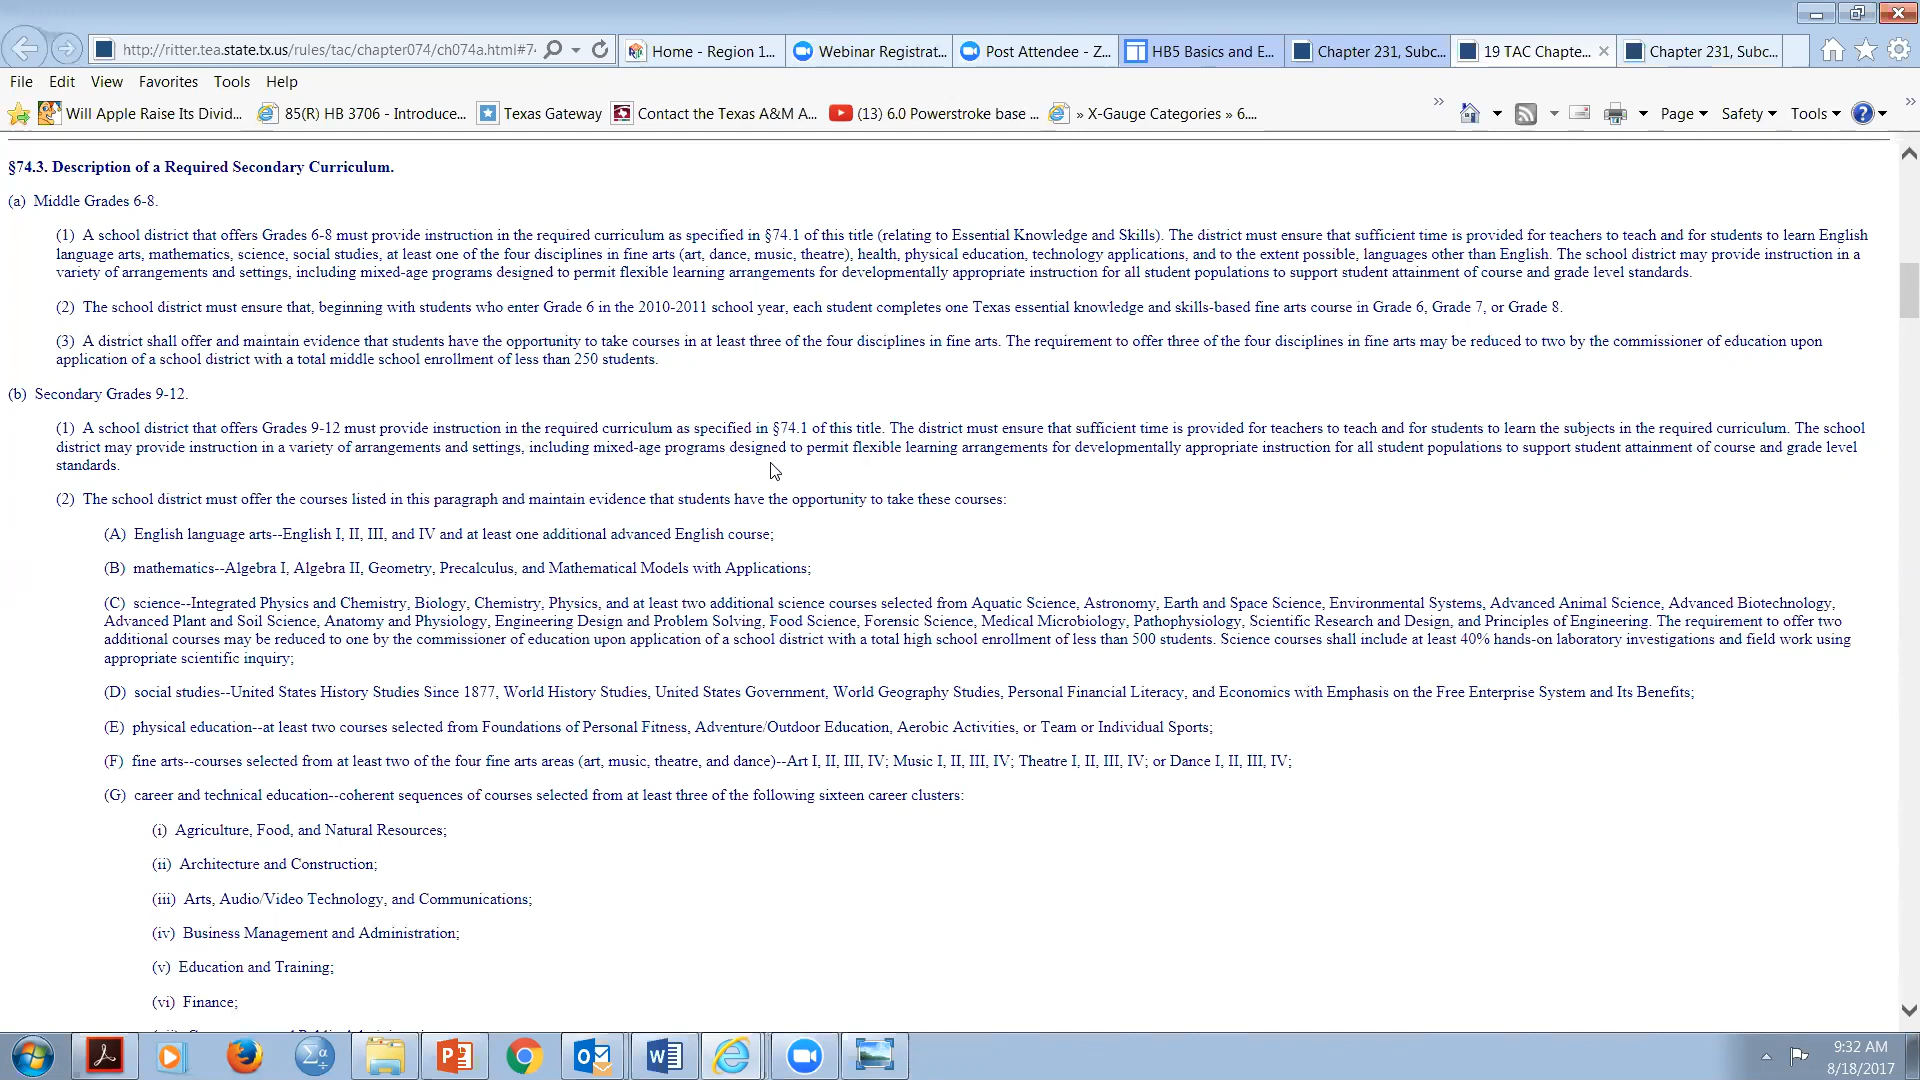 http://ritter.tea.state.tx.us/rules/tac/chapter074/ch074a.html#7
Home - Region 1...
Webinar Registrat...
Post Attendee - Z...
HB5 Basics and E...
Chapter 231, Subc...
19 TAC Chapte...
Chapter 231, Subc...
File Edit View Favorites Tools Help
Will Apple Raise Its Divid...
85(R) HB 3706 - Introduce...
Texas Gateway
Contact the Texas A&M A...
(13) 6.0 Powerstroke base ...
» X-Gauge Categories » 6....
Page Safety Tools
§74.3. Description of a Required Secondary Curriculum.
(a) Middle Grades 6-8.
(1) A school district that offers Grades 6-8 must provide instruction in the required curriculum as specified in §74.1 of this title (relating to Essential Knowledge and Skills). The district must ensure that sufficient time is provided for teachers to teach and for students to learn English
language arts, mathematics, science, social studies, at least one of the four disciplines in fine arts (art, dance, music, theatre), health, physical education, technology applications, and to the extent possible, languages other than English. The school district may provide instruction in a
variety of arrangements and settings, including mixed-age programs designed to permit flexible learning arrangements for developmentally appropriate instruction for all student populations to support student attainment of course and grade level standards.
(2) The school district must ensure that, beginning with students who enter Grade 6 in the 2010-2011 school year, each student completes one Texas essential knowledge and skills-based fine arts course in Grade 6, Grade 7, or Grade 8.
(3) A district shall offer and maintain evidence that students have the opportunity to take courses in at least three of the four disciplines in fine arts. The requirement to offer three of the four disciplines in fine arts may be reduced to two by the commissioner of education upon
application of a school district with a total middle school enrollment of less than 250 students.
(b) Secondary Grades 9-12.
(1) A school district that offers Grades 9-12 must provide instruction in the required curriculum as specified in §74.1 of this title. The district must ensure that sufficient time is provided for teachers to teach and for students to learn the subjects in the required curriculum. The school
district may provide instruction in a variety of arrangements and settings, including mixed-age programs designed to permit flexible learning arrangements for developmentally appropriate instruction for all student populations to support student attainment of course and grade level
standards.
(2) The school district must offer the courses listed in this paragraph and maintain evidence that students have the opportunity to take these courses:
(A) English language arts--English I, II, III, and IV and at least one additional advanced English course;
(B) mathematics--Algebra I, Algebra II, Geometry, Precalculus, and Mathematical Models with Applications;
(C) science--Integrated Physics and Chemistry, Biology, Chemistry, Physics, and at least two additional science courses selected from Aquatic Science, Astronomy, Earth and Space Science, Environmental Systems, Advanced Animal Science, Advanced Biotechnology,
Advanced Plant and Soil Science, Anatomy and Physiology, Engineering Design and Problem Solving, Food Science, Forensic Science, Medical Microbiology, Pathophysiology, Scientific Research and Design, and Principles of Engineering. The requirement to offer two
additional courses may be reduced to one by the commissioner of education upon application of a school district with a total high school enrollment of less than 500 students. Science courses shall include at least 40% hands-on laboratory investigations and field work using
appropriate scientific inquiry;
(D) social studies--United States History Studies Since 1877, World History Studies, United States Government, World Geography Studies, Personal Financial Literacy, and Economics with Emphasis on the Free Enterprise System and Its Benefits;
(E) physical education--at least two courses selected from Foundations of Personal Fitness, Adventure/Outdoor Education, Aerobic Activities, or Team or Individual Sports;
(F) fine arts--courses selected from at least two of the four fine arts areas (art, music, theatre, and dance)--Art I, II, III, IV; Music I, II, III, IV; Theatre I, II, III, IV; or Dance I, II, III, IV;
(G) career and technical education--coherent sequences of courses selected from at least three of the following sixteen career clusters:
(i) Agriculture, Food, and Natural Resources;
(ii) Architecture and Construction;
(iii) Arts, Audio/Video Technology, and Communications;
(iv) Business Management and Administration;
(v) Education and Training;
(vi) Finance;
9:32 AM
8/18/2017